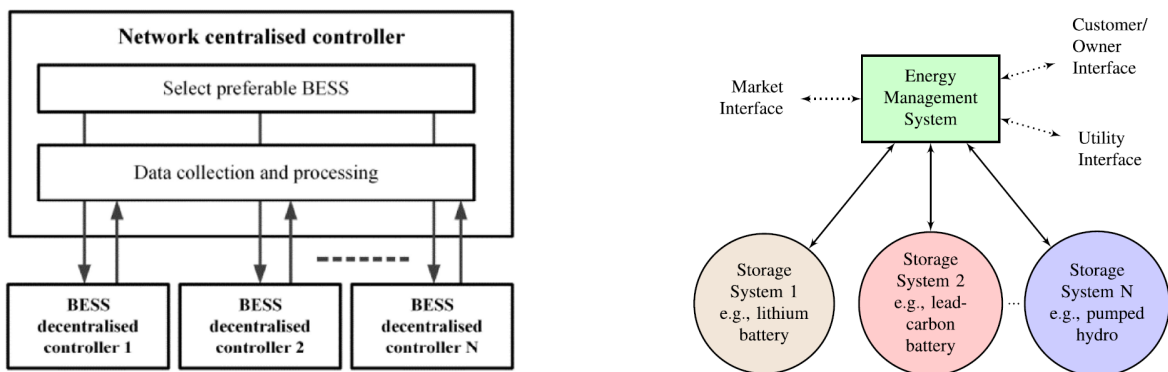 Network centralised controller
Select preferable BESS
Data collection and processing
BESS
decentralised
controller 1
BESS
decentralised
controller 2
BESS
decentralised
controller N
Customer/
Owner
Interface
Market
Interface
Energy
Management
System
Utility
Interface
Storage
System 1
e.g., lithium
battery
Storage
System 2
e.g., lead-
carbon
battery
Storage
System N
e.g., pumped
hydro